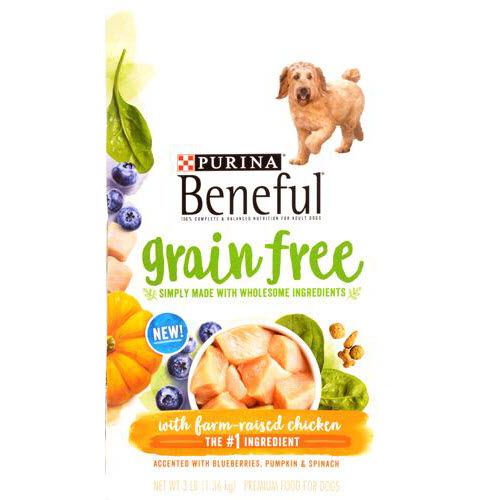 PURINA
Beneful®
100% COMPLETE & BALANCED NUTRITION FOR ADULT DOGS
grain free
SIMPLY MADE WITH WHOLESOME INGREDIENTS
NEW!
with farm-raised chicken
THE #1 INGREDIENT
ACCENTED WITH BLUEBERRIES, PUMPKIN & SPINACH
NET WT 3 LB (1.36 kg) PREMIUM FOOD FOR DOGS